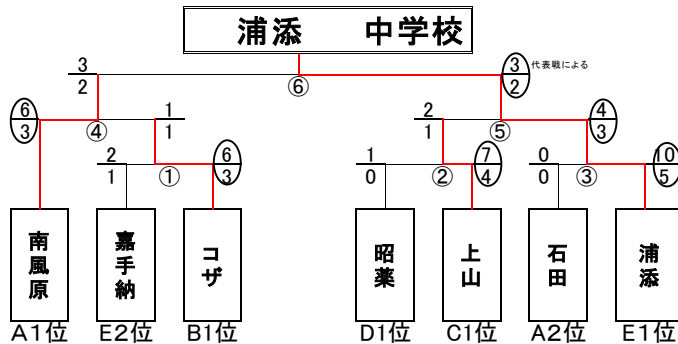 浦添 中学校
3 3 代表戦による
2 ⑥ 2
6 1 2 4
3 ④ 1 1 ⑤ 3
2 6 1 7 0 10
1 ① 3 0 ② 4 0 ③ 5
南風原 嘉手納 コザ 昭薬 上山 石田 浦添
A1位 E2位 B1位 D1位 C1位 A2位 E1位